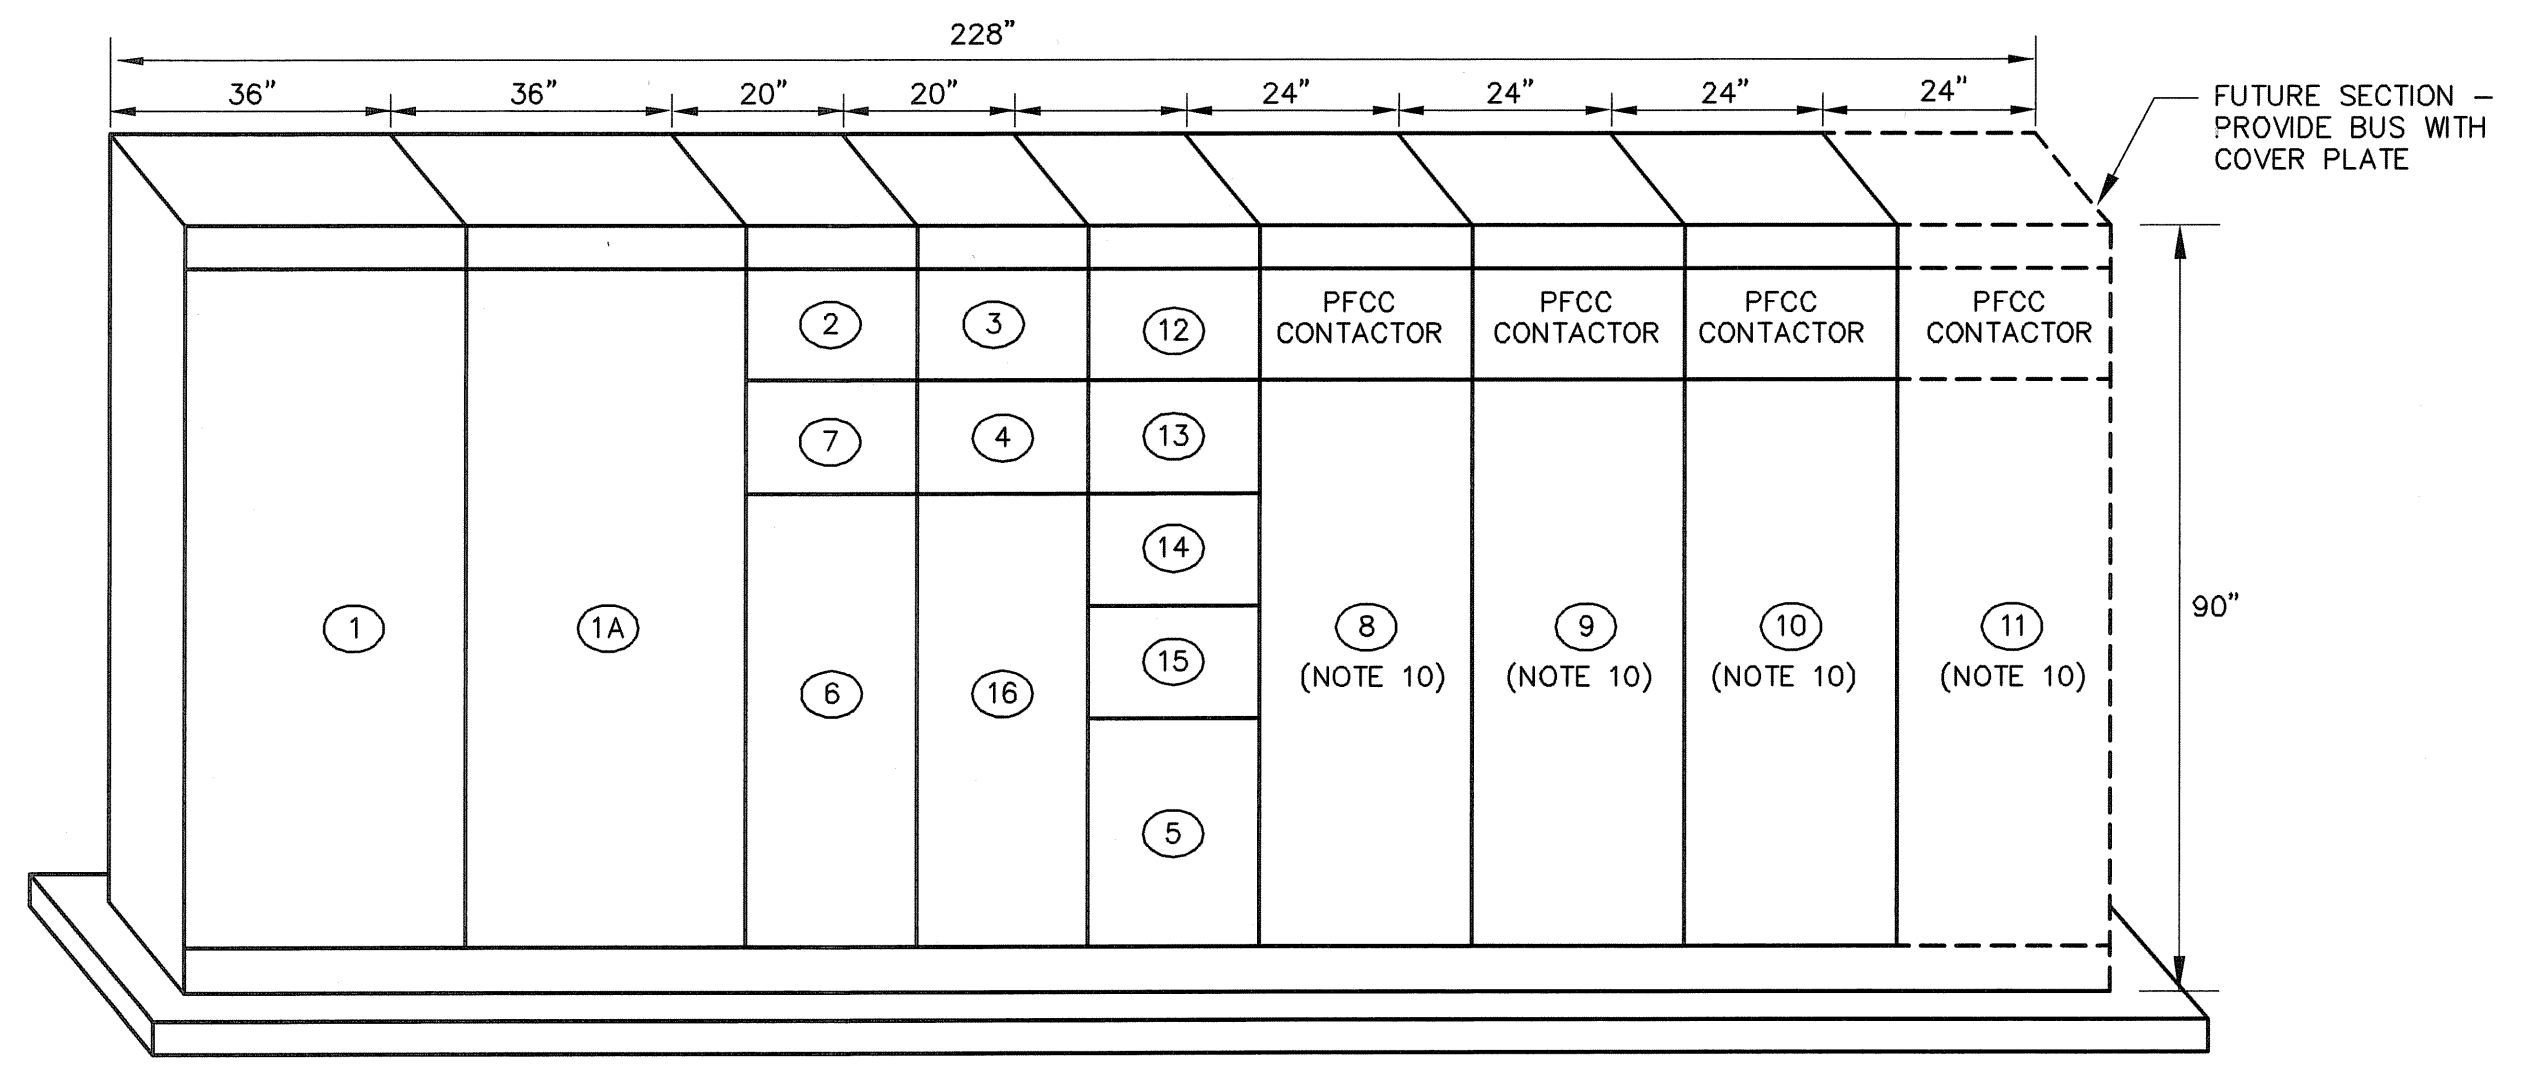 228"
36" 36" 20" 20" 24" 24" 24" 24"
FUTURE SECTION –
PROVIDE BUS WITH
COVER PLATE
2 3 12
PFCC
CONTACTOR
PFCC
CONTACTOR
PFCC
CONTACTOR
PFCC
CONTACTOR
7 4 13
14
90"
1 1A
6 16
15
5
8
(NOTE 10)
9
(NOTE 10)
10
(NOTE 10)
11
(NOTE 10)